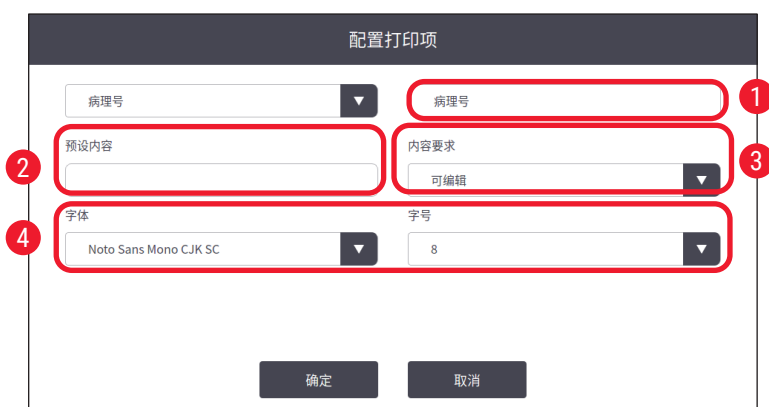 配置打印项
病理号 病理号 1
预设内容 内容要求
2 可编辑 3
字体 字号
4 Noto Sans Mono CJK SC 8
确定 取消